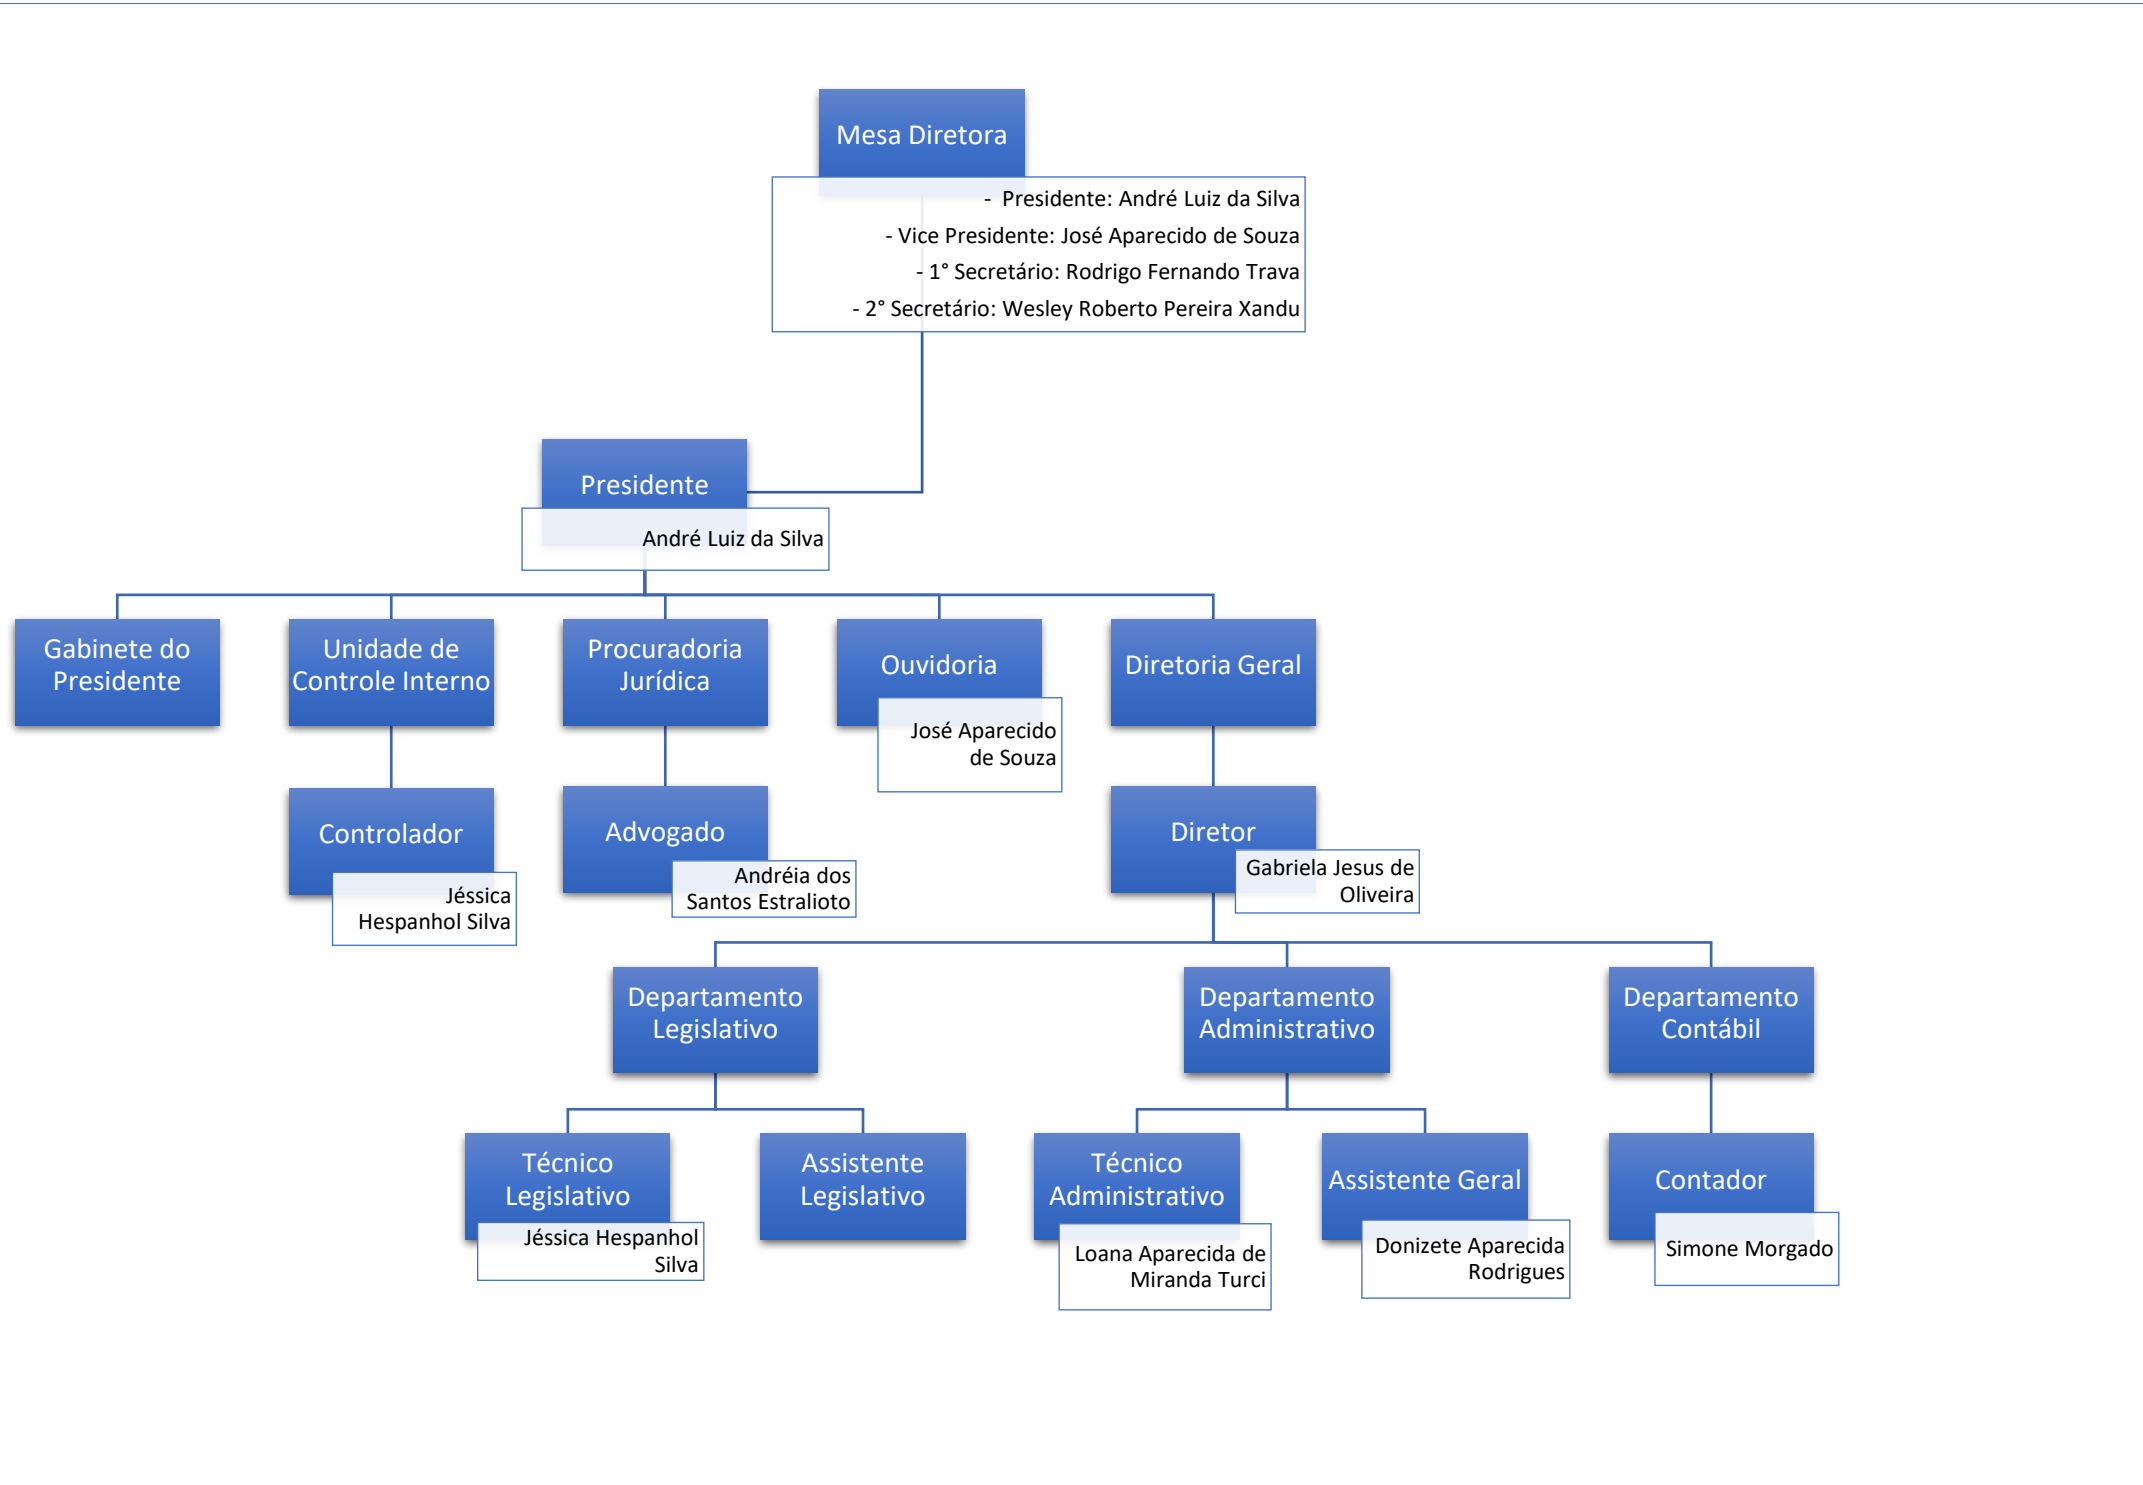 Mesa Diretora
- Presidente: André Luiz da Silva
- Vice Presidente: José Aparecido de Souza
- 1° Secretário: Rodrigo Fernando Trava
- 2° Secretário: Wesley Roberto Pereira Xandu
Presidente
André Luiz da Silva
Gabinete do
Presidente
Unidade de
Controle Interno
Procuradoria
Jurídica
Ouvidoria
José Aparecido
de Souza
Diretoria Geral
Controlador
Jéssica
Hespanhol Silva
Advogado
Andréia dos
Santos Estralioto
Diretor
Gabriela Jesus de
Oliveira
Departamento
Legislativo
Departamento
Administrativo
Departamento
Contábil
Técnico
Legislativo
Jéssica Hespanhol
Silva
Assistente
Legislativo
Técnico
Administrativo
Loana Aparecida de
Miranda Turci
Assistente Geral
Donizete Aparecida
Rodrigues
Contador
Simone Morgado